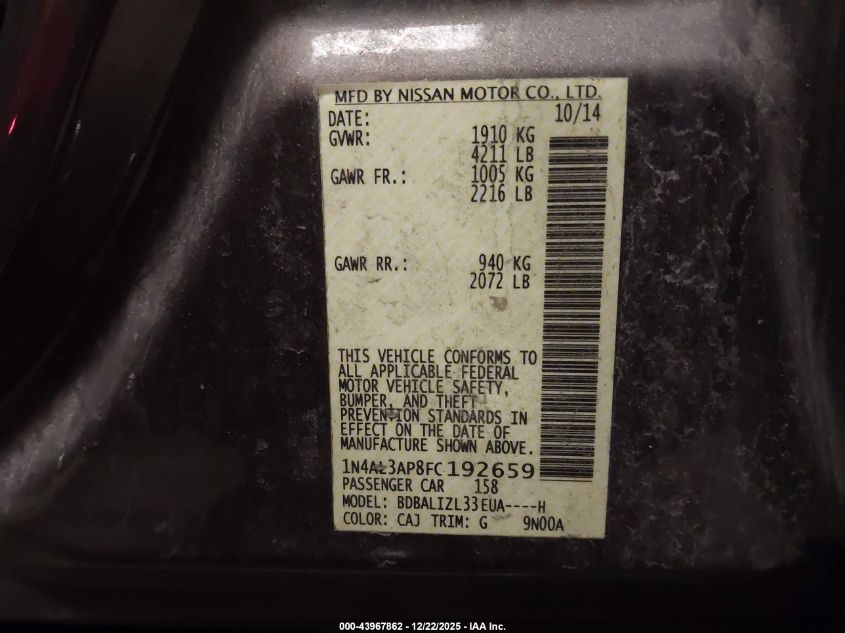 MFD BY NISSAN MOTOR CO., LTD.
DATE: 10/14
GVWR: 1910 KG
4211 LB
GAWR FR.: 1005 KG
2216 LB
GAWR RR.: 940 KG
2072 LB
THIS VEHICLE CONFORMS TO
ALL APPLICABLE FEDERAL
MOTOR VEHICLE SAFETY,
BUMPER, AND THEFT
PREVENTION STANDARDS IN
EFFECT ON THE DATE OF
MANUFACTURE SHOWN ABOVE.
1N4AL3AP8FC192659
PASSENGER CAR 158
MODEL: BDBALIZL33EUA----H
COLOR: CAJ TRIM: G 9N00A
000-43967862 - 12/22/2025 - IAA Inc.